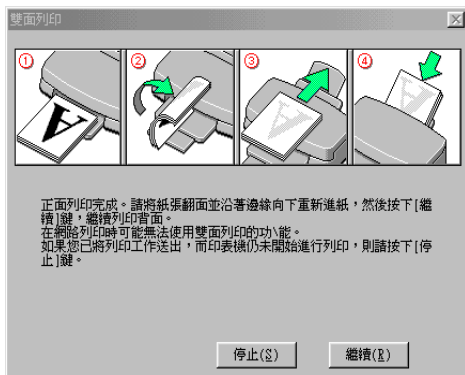 雙面列印
① ② ③ ④
A
正面列印完成。請將紙張翻面並沿著邊緣向下重新進紙，然後按下[繼
續]鍵，繼續列印背面。
在網路列印時可能無法使用雙面列印的功\能。
如果您已將列印工作送出，而印表機仍未開始進行列印，則請按下[停
止]鍵。
停止(S) 繼續(R)